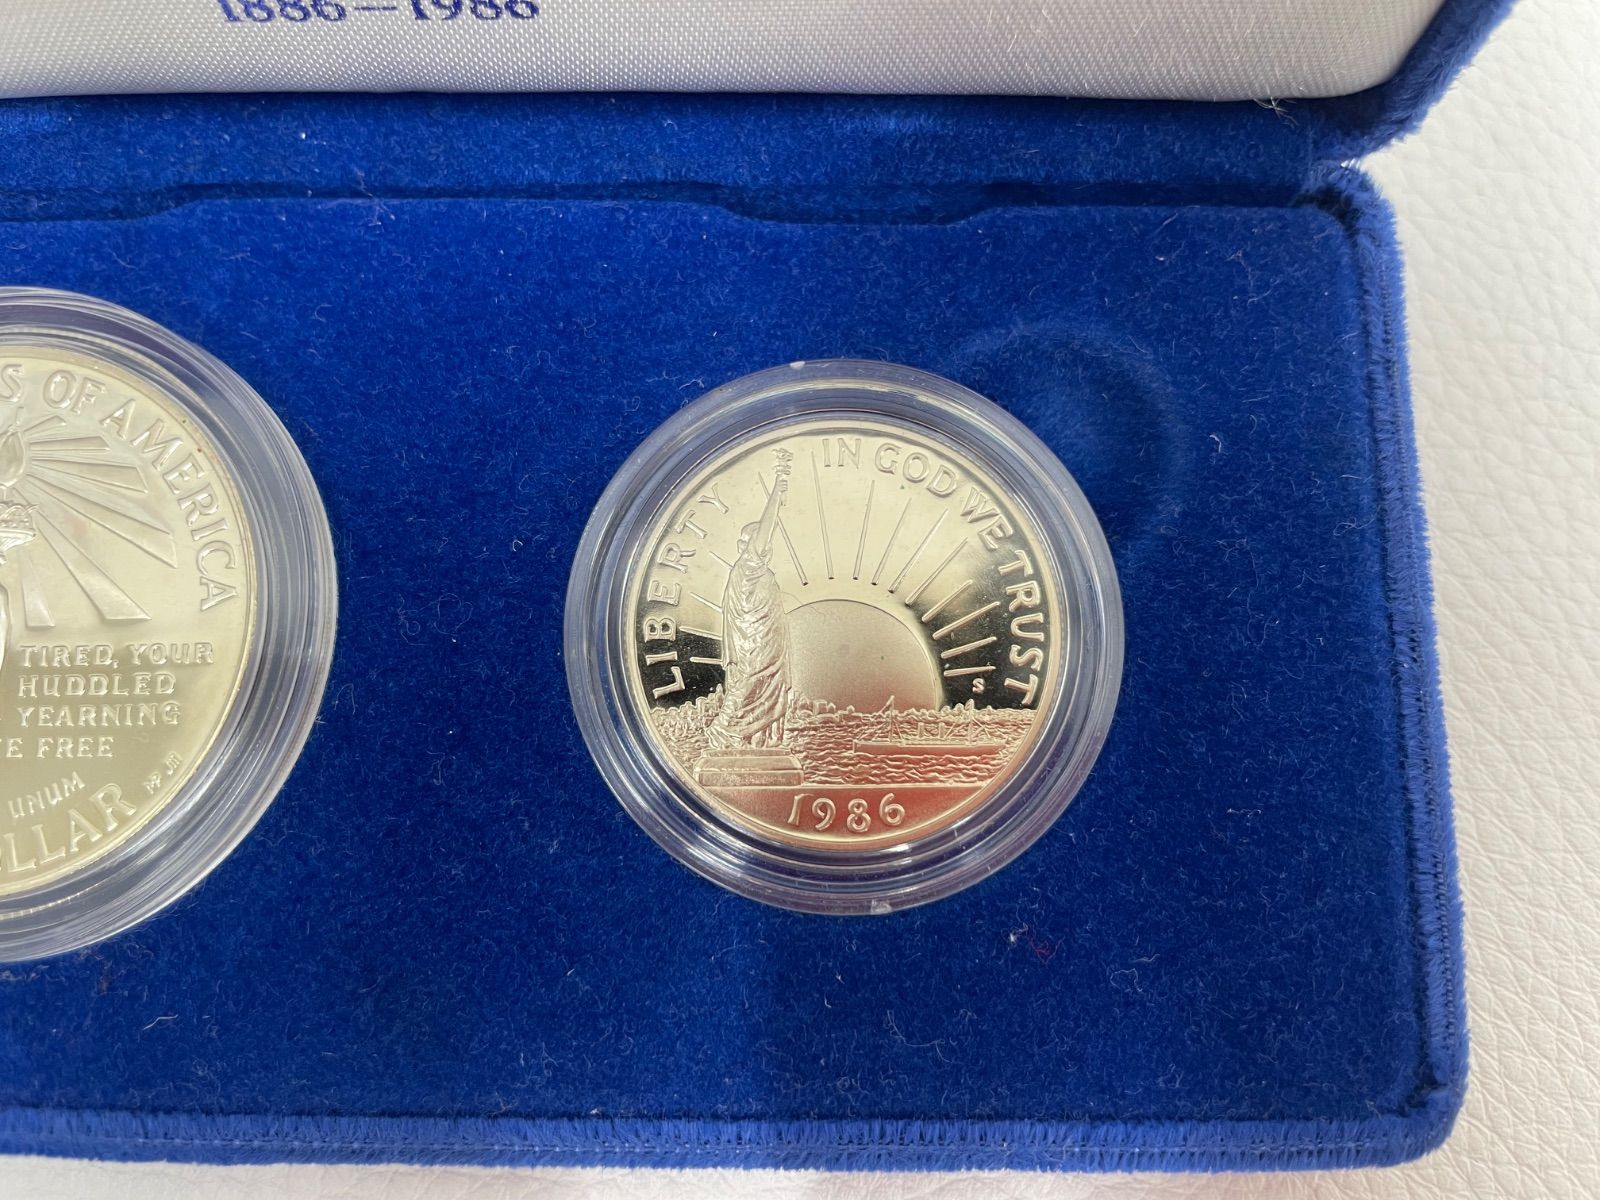 1886–1986
S OF AMERICA
TIRED, YOUR
HUDDLED
YEARNING
E FREE
UNUM
LLAR
LIBERTY
IN GOD WE TRUST
S
1986